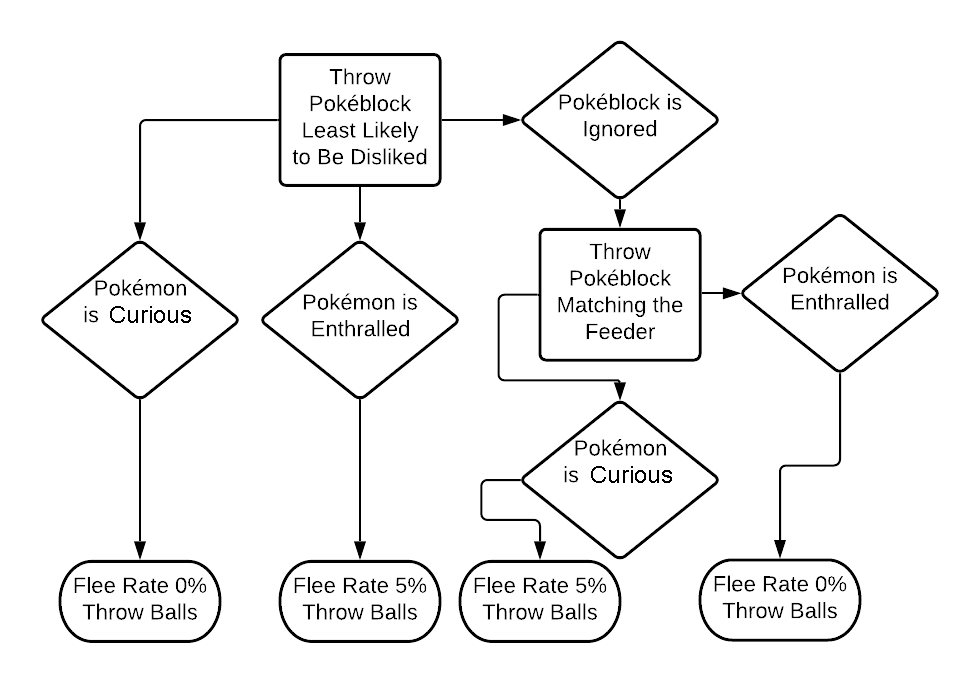 Throw
Pokéblock
Least Likely
to Be Disliked
Pokéblock is
Ignored
Pokémon
is Curious
Pokémon is
Enthralled
Throw
Pokéblock
Matching the
Feeder
Pokémon is
Enthralled
Pokémon
is Curious
Flee Rate 0%
Throw Balls
Flee Rate 5%
Throw Balls
Flee Rate 5%
Throw Balls
Flee Rate 0%
Throw Balls